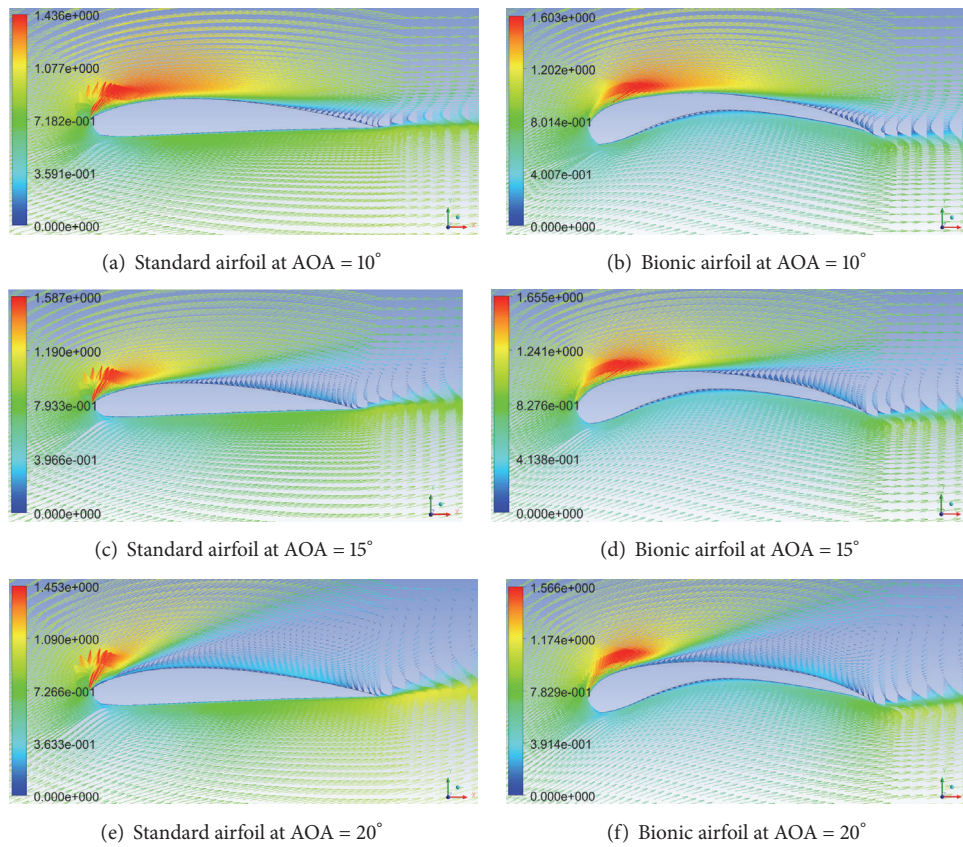 1.436e+000
1.077e+000
7.182e-001
3.591e-001
0.000e+000
(a) Standard airfoil at AOA = 10°
1.603e+000
1.202e+000
8.014e-001
4.007e-001
0.000e+000
(b) Bionic airfoil at AOA = 10°
1.587e+000
1.190e+000
7.933e-001
3.966e-001
0.000e+000
(c) Standard airfoil at AOA = 15°
1.655e+000
1.241e+000
8.276e-001
4.138e-001
0.000e+000
(d) Bionic airfoil at AOA = 15°
1.453e+000
1.090e+000
7.266e-001
3.633e-001
0.000e+000
(e) Standard airfoil at AOA = 20°
1.566e+000
1.174e+000
7.829e-001
3.914e-001
0.000e+000
(f) Bionic airfoil at AOA = 20°